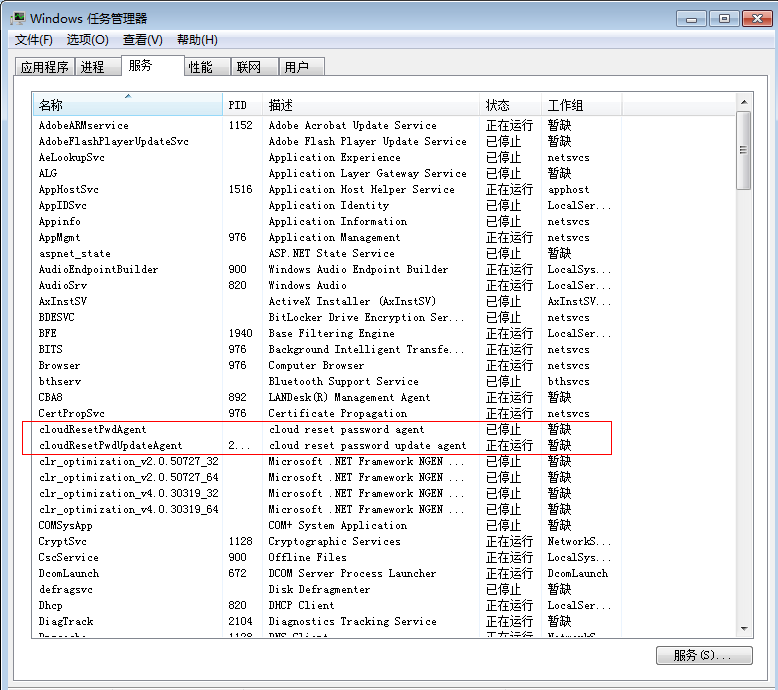 Windows 任务管理器
文件(F) 选项(O) 查看(V) 帮助(H)
应用程序 进程 服务 性能 联网 用户
名称 PID 描述 状态 工作组
AdobeARMservice 1152 Adobe Acrobat Update Service 正在运行 暂缺
AdobeFlashPlayerUpdateSvc Adobe Flash Player Update Service 已停止 暂缺
AeLookupSvc Application Experience 已停止 netsvcs
ALG Application Layer Gateway Service 已停止 暂缺
AppHostSvc 1516 Application Host Helper Service 正在运行 apphost
AppIDSvc Application Identity 已停止 LocalSer...
Appinfo Application Information 已停止 netsvcs
AppMgmt 976 Application Management 正在运行 netsvcs
aspnet_state ASP.NET State Service 已停止 暂缺
AudioEndpointBuilder 900 Windows Audio Endpoint Builder 正在运行 LocalSys...
AudioSrv 820 Windows Audio 正在运行 LocalSer...
AxInstSV ActiveX Installer (AxInstSV) 已停止 AxInstSV...
BDESVC BitLocker Drive Encryption Ser... 已停止 netsvcs
BFE 1940 Base Filtering Engine 正在运行 LocalSer...
BITS 976 Background Intelligent Transfe... 正在运行 netsvcs
Browser 976 Computer Browser 正在运行 netsvcs
bthserv Bluetooth Support Service 已停止 bthsvcs
CBA8 892 LANDesk(R) Management Agent 正在运行 暂缺
CertPropSvc 976 Certificate Propagation 正在运行 netsvcs
cloudResetPwdAgent cloud reset password agent 已停止 暂缺
cloudResetPwdUpdateAgent 2... cloud reset password update agent 正在运行 暂缺
clr_optimization_v2.0.50727_32 Microsoft .NET Framework NGEN ... 已停止 暂缺
clr_optimization_v2.0.50727_64 Microsoft .NET Framework NGEN ... 已停止 暂缺
clr_optimization_v4.0.30319_32 Microsoft .NET Framework NGEN ... 已停止 暂缺
clr_optimization_v4.0.30319_64 Microsoft .NET Framework NGEN ... 已停止 暂缺
COMSysApp COM+ System Application 已停止 暂缺
CryptSvc 1128 Cryptographic Services 正在运行 NetworkS...
CscService 900 Offline Files 正在运行 LocalSys...
DcomLaunch 672 DCOM Server Process Launcher 正在运行 DcomLaunch
defragsvc Disk Defragmenter 已停止 暂缺
Dhcp 820 DHCP Client 正在运行 LocalSer...
DiagTrack 2104 Diagnostics Tracking Service 正在运行 暂缺
Dnscache 1128 DNS Client 正在运行 NetworkS...
服务(S)...